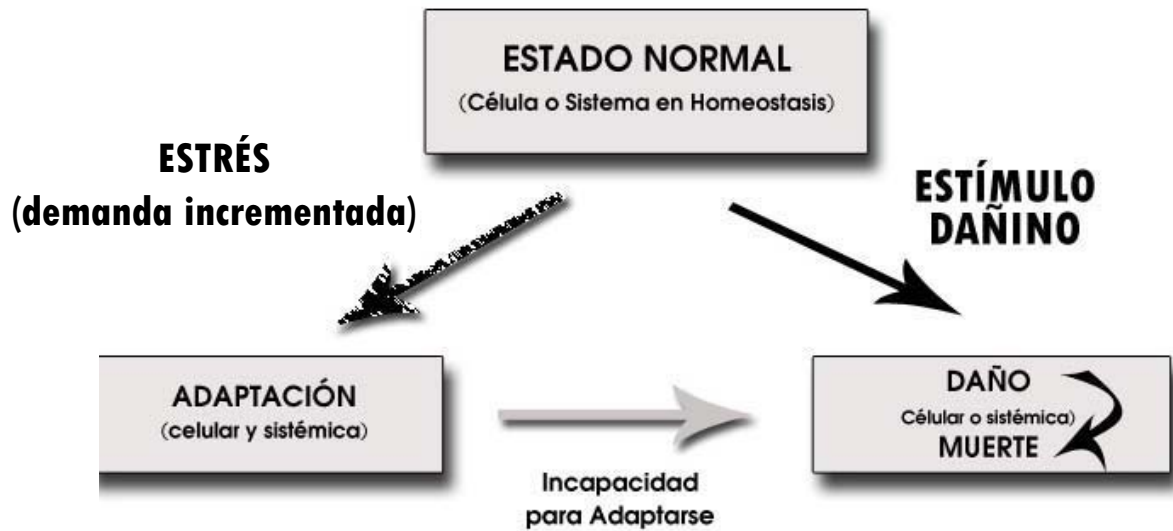 ESTADO NORMAL
(Célula o Sistema en Homeostasis)
ESTRÉS
(demanda incrementada)
ESTÍMULO
DAÑINO
ADAPTACIÓN
(celular y sistémica)
Incapacidad
para Adaptarse
DAÑO
Célular o sistémica)
MUERTE